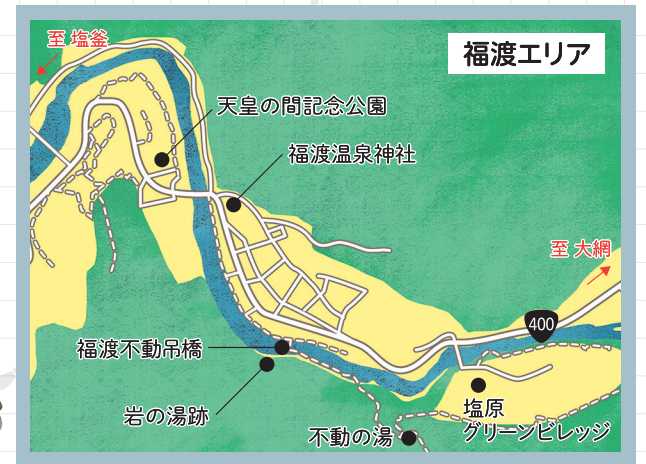 至 塩釜
福渡エリア
天皇の間記念公園
福渡温泉神社
至 大網
400
福渡不動吊橋
岩の湯跡
塩原
グリーンビレッジ
不動の湯